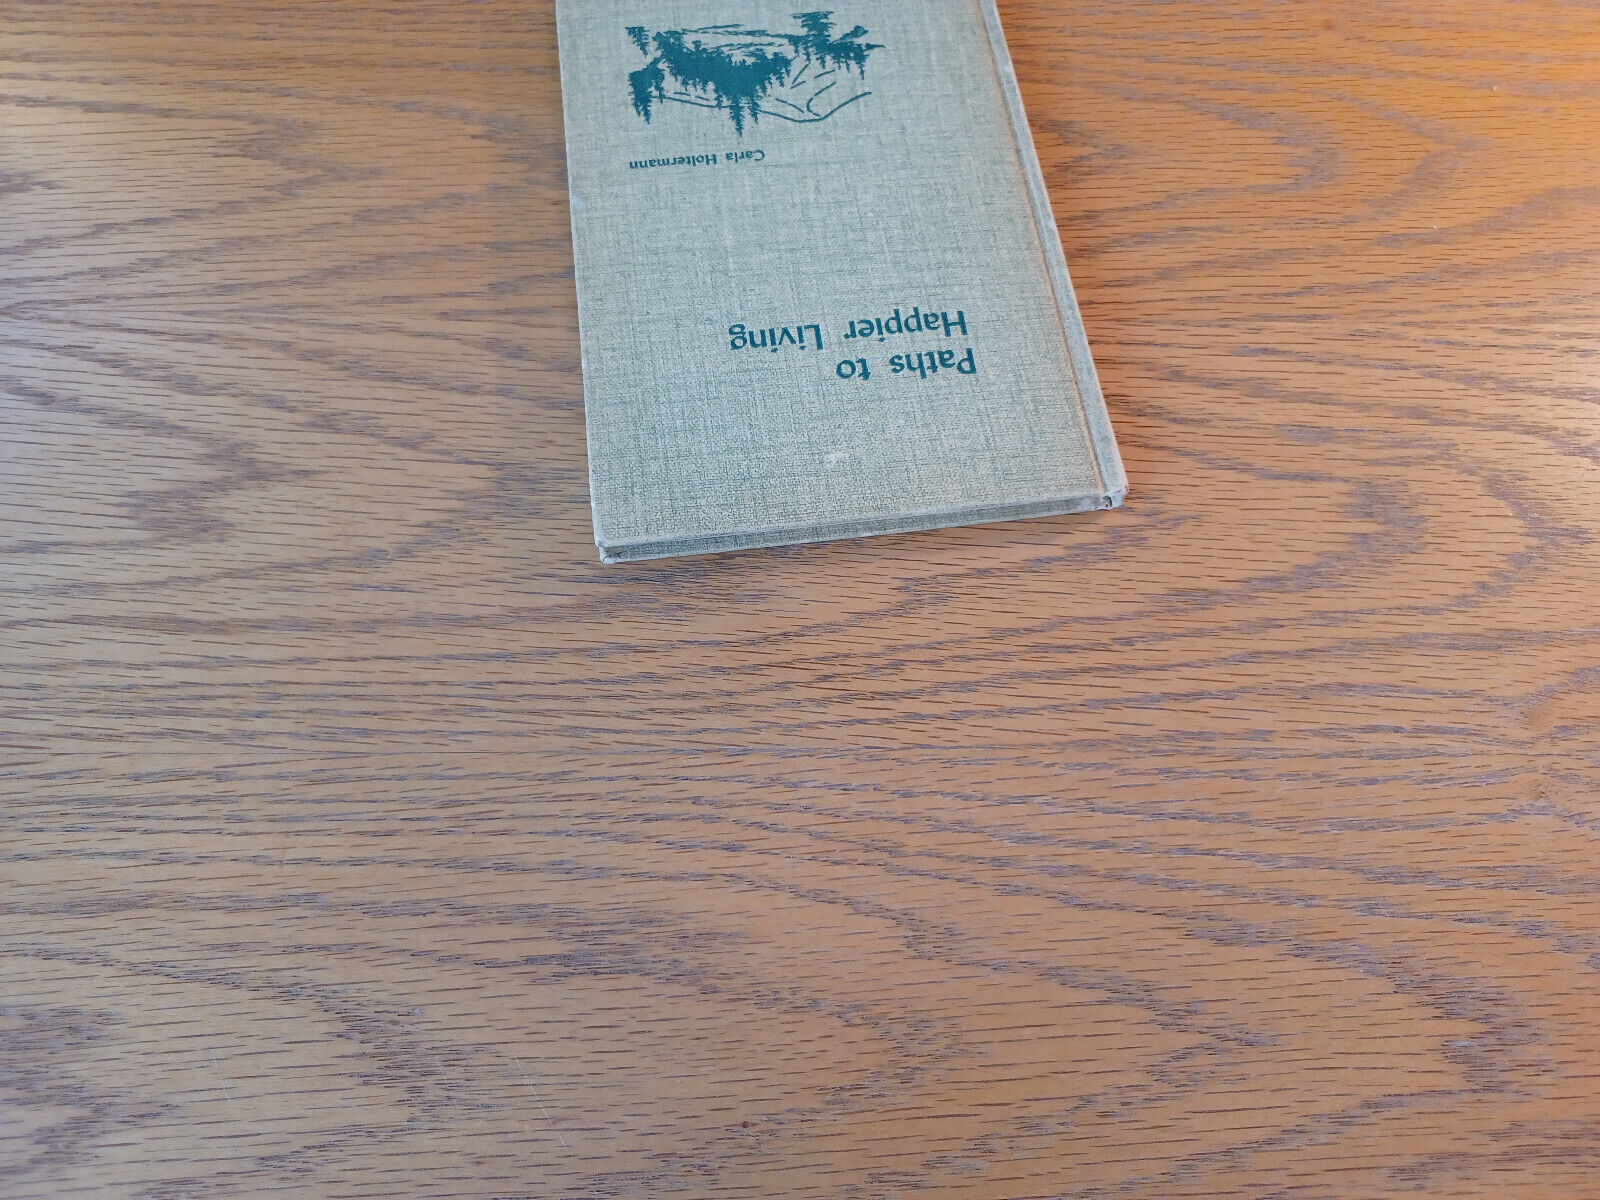 Paths to
Happier Living
Carla Holtermann